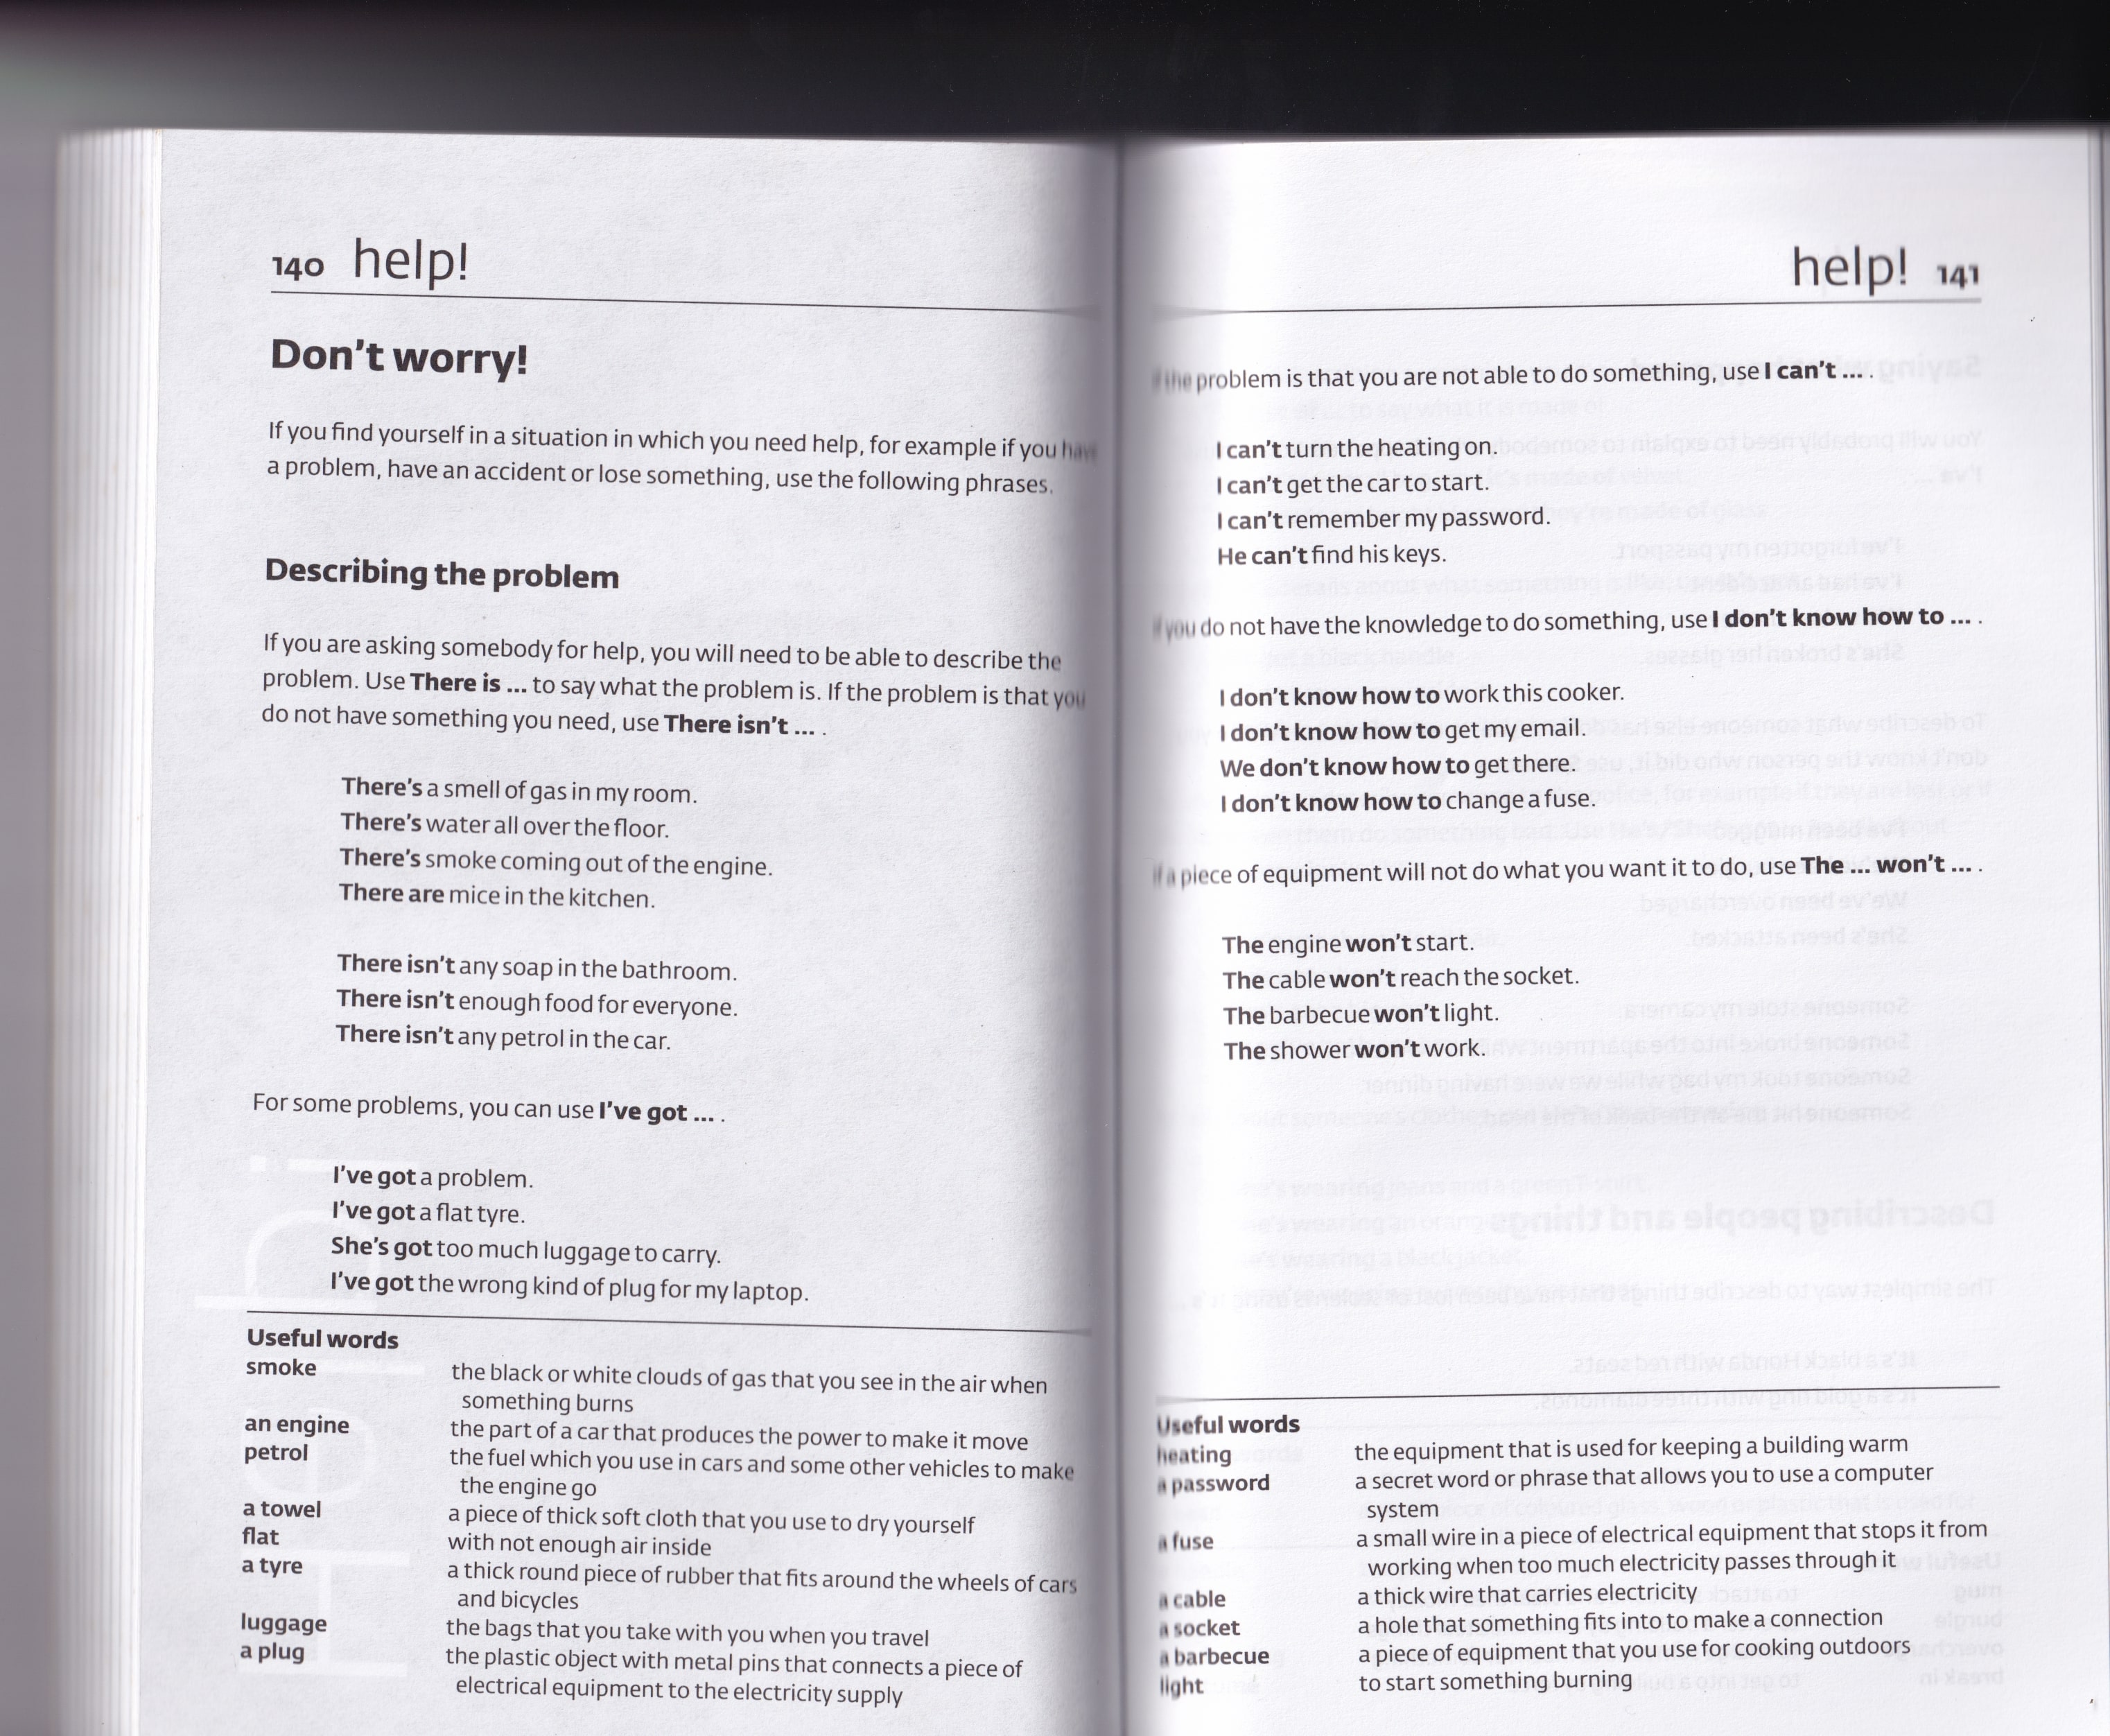 140 help!
Don't worry!
If you find yourself in a situation in which you need help, for example if you have
a problem, have an accident or lose something, use the following phrases.
Describing the problem
If you are asking somebody for help, you will need to be able to describe the
problem. Use There is ... to say what the problem is. If the problem is that you
do not have something you need, use There isn't ... .
There's a smell of gas in my room.
There's water all over the floor.
There's smoke coming out of the engine.
There are mice in the kitchen.
There isn't any soap in the bathroom.
There isn't enough food for everyone.
There isn't any petrol in the car.
For some problems, you can use I've got ... .
I've got a problem.
I've got a flat tyre.
She's got too much luggage to carry.
I've got the wrong kind of plug for my laptop.
Useful words
smoke the black or white clouds of gas that you see in the air when
something burns
an engine the part of a car that produces the power to make it move
petrol the fuel which you use in cars and some other vehicles to make
the engine go
a towel a piece of thick soft cloth that you use to dry yourself
flat with not enough air inside
a tyre a thick round piece of rubber that fits around the wheels of cars
and bicycles
luggage the bags that you take with you when you travel
a plug the plastic object with metal pins that connects a piece of
electrical equipment to the electricity supply
Help!
help! 141
If the problem is that you are not able to do something, use I can't ... .
I can't turn the heating on.
I can't get the car to start.
I can't remember my password.
He can't find his keys.
If you do not have the knowledge to do something, use I don't know how to ... .
I don't know how to work this cooker.
I don't know how to get my email.
We don't know how to get there.
I don't know how to change a fuse.
If a piece of equipment will not do what you want it to do, use The ... won't ... .
The engine won't start.
The cable won't reach the socket.
The barbecue won't light.
The shower won't work.
Useful words
heating the equipment that is used for keeping a building warm
a password a secret word or phrase that allows you to use a computer
system
a fuse a small wire in a piece of electrical equipment that stops it from
working when too much electricity passes through it
a cable a thick wire that carries electricity
a socket a hole that something fits into to make a connection
a barbecue a piece of equipment that you use for cooking outdoors
light to start something burning